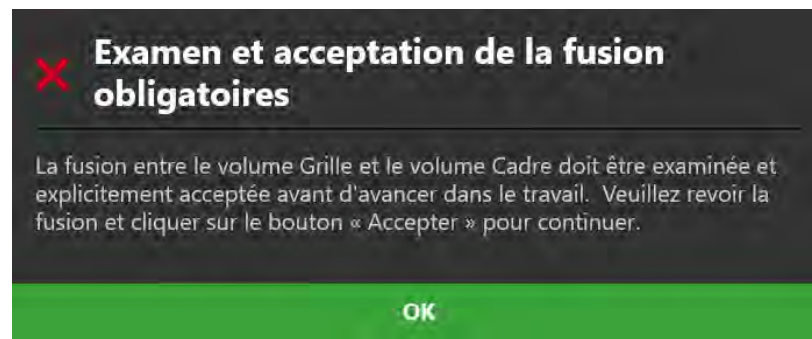 Examen et acceptation de la fusion
obligatoires
La fusion entre le volume Grille et le volume Cadre doit être examinée et
explicitement acceptée avant d'avancer dans le travail.  Veuillez revoir la
fusion et cliquer sur le bouton « Accepter » pour continuer.
OK